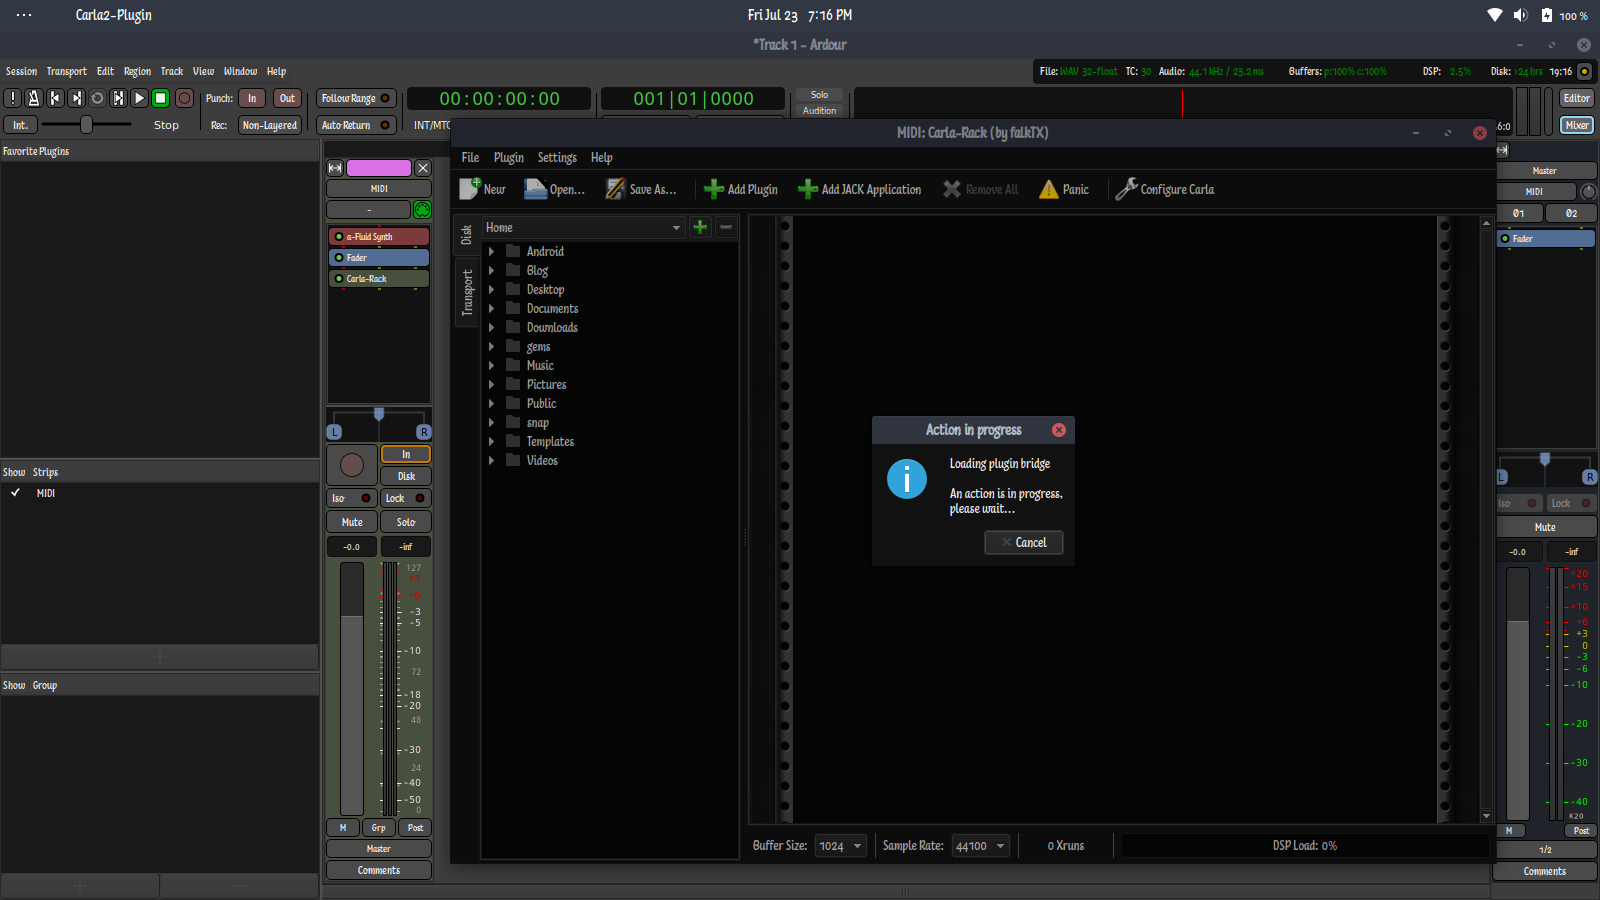 Carla2-Plugin
Fri Jul 23 7:16 PM
100 %
*Track 1 - Ardour
Session Transport Edit Region Track View Window Help
File: WAV 32-float TC: 30 Audio: 44.1 kHz / 23.2 ms Buffers: p:100% c:100% DSP: 2.5% Disk: >24 hrs 19:16
Punch: In Out Follow Range 00:00:00:00 001|01|0000 Solo Audition Editor
Int. Stop Rec: Non-Layered Auto Return INT/MTC Mixer
Favorite Plugins
MIDI
-
a-Fluid Synth
Fader
Carla-Rack
L R
In
Disk
Iso Lock
Mute Solo
-0.0 -inf
127
-3
-5
-10
72
-18
-20
48
-30
24
-40
-50
0
M Grp Post
Master
Comments
Show Strips
MIDI
Show Group
MIDI: Carla-Rack (by falkTX)
File Plugin Settings Help
New Open... Save As... Add Plugin Add JACK Application Remove All Panic Configure Carla
Disk
Transport
Home
Android
Blog
Desktop
Documents
Downloads
gems
Music
Pictures
Public
snap
Templates
Videos
Action in progress
Loading plugin bridge
An action is in progress,
please wait...
Cancel
Buffer Size: 1024 Sample Rate: 44100 0 Xruns DSP Load: 0%
Master
MIDI
01 02
Fader
L R
Iso Lock
Mute
-0.0 -inf
+20
+15
+10
+6
+3
0
-3
-6
-10
-20
-30
-40
K20
M Post
1/2
Comments